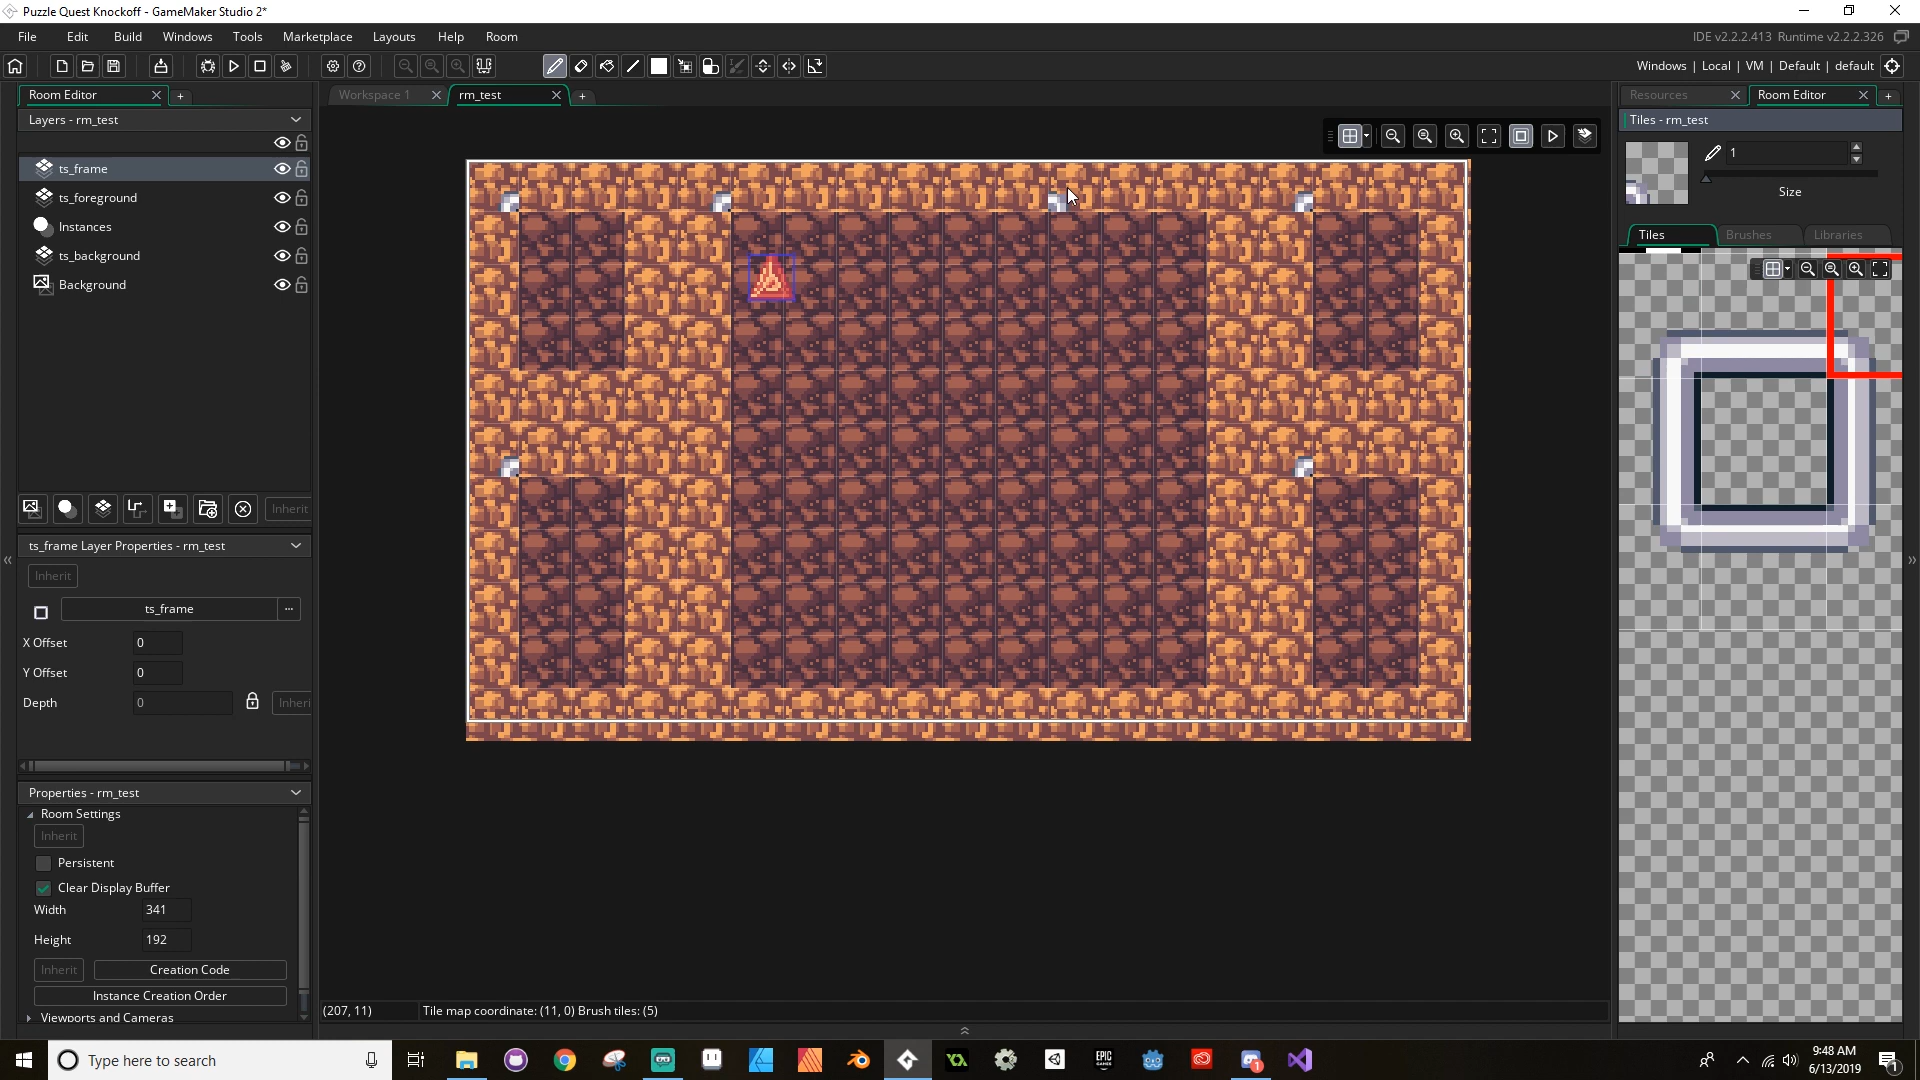 Puzzle Quest Knockoff - GameMaker Studio 2*
File Edit Build Windows Tools Marketplace Layouts Help Room
IDE v2.2.2.413 Runtime v2.2.2.326
Windows | Local | VM | Default | default
Room Editor
Workspace 1
rm_test
Resources
Room Editor
Layers - rm_test
Tiles - rm_test
1
Size
ts_frame
ts_foreground
Instances
ts_background
Background
Tiles
Brushes
Libraries
Inherit
ts_frame Layer Properties - rm_test
Inherit
ts_frame
X Offset 0
Y Offset 0
Depth 0
Inheri
Properties - rm_test
Room Settings
Inherit
Persistent
Clear Display Buffer
Width 341
Height 192
Inherit
Creation Code
Instance Creation Order
Viewports and Cameras
(207, 11)
Tile map coordinate: (11, 0) Brush tiles: (5)
Type here to search
EPIC
GAMES
9:48 AM
6/13/2019